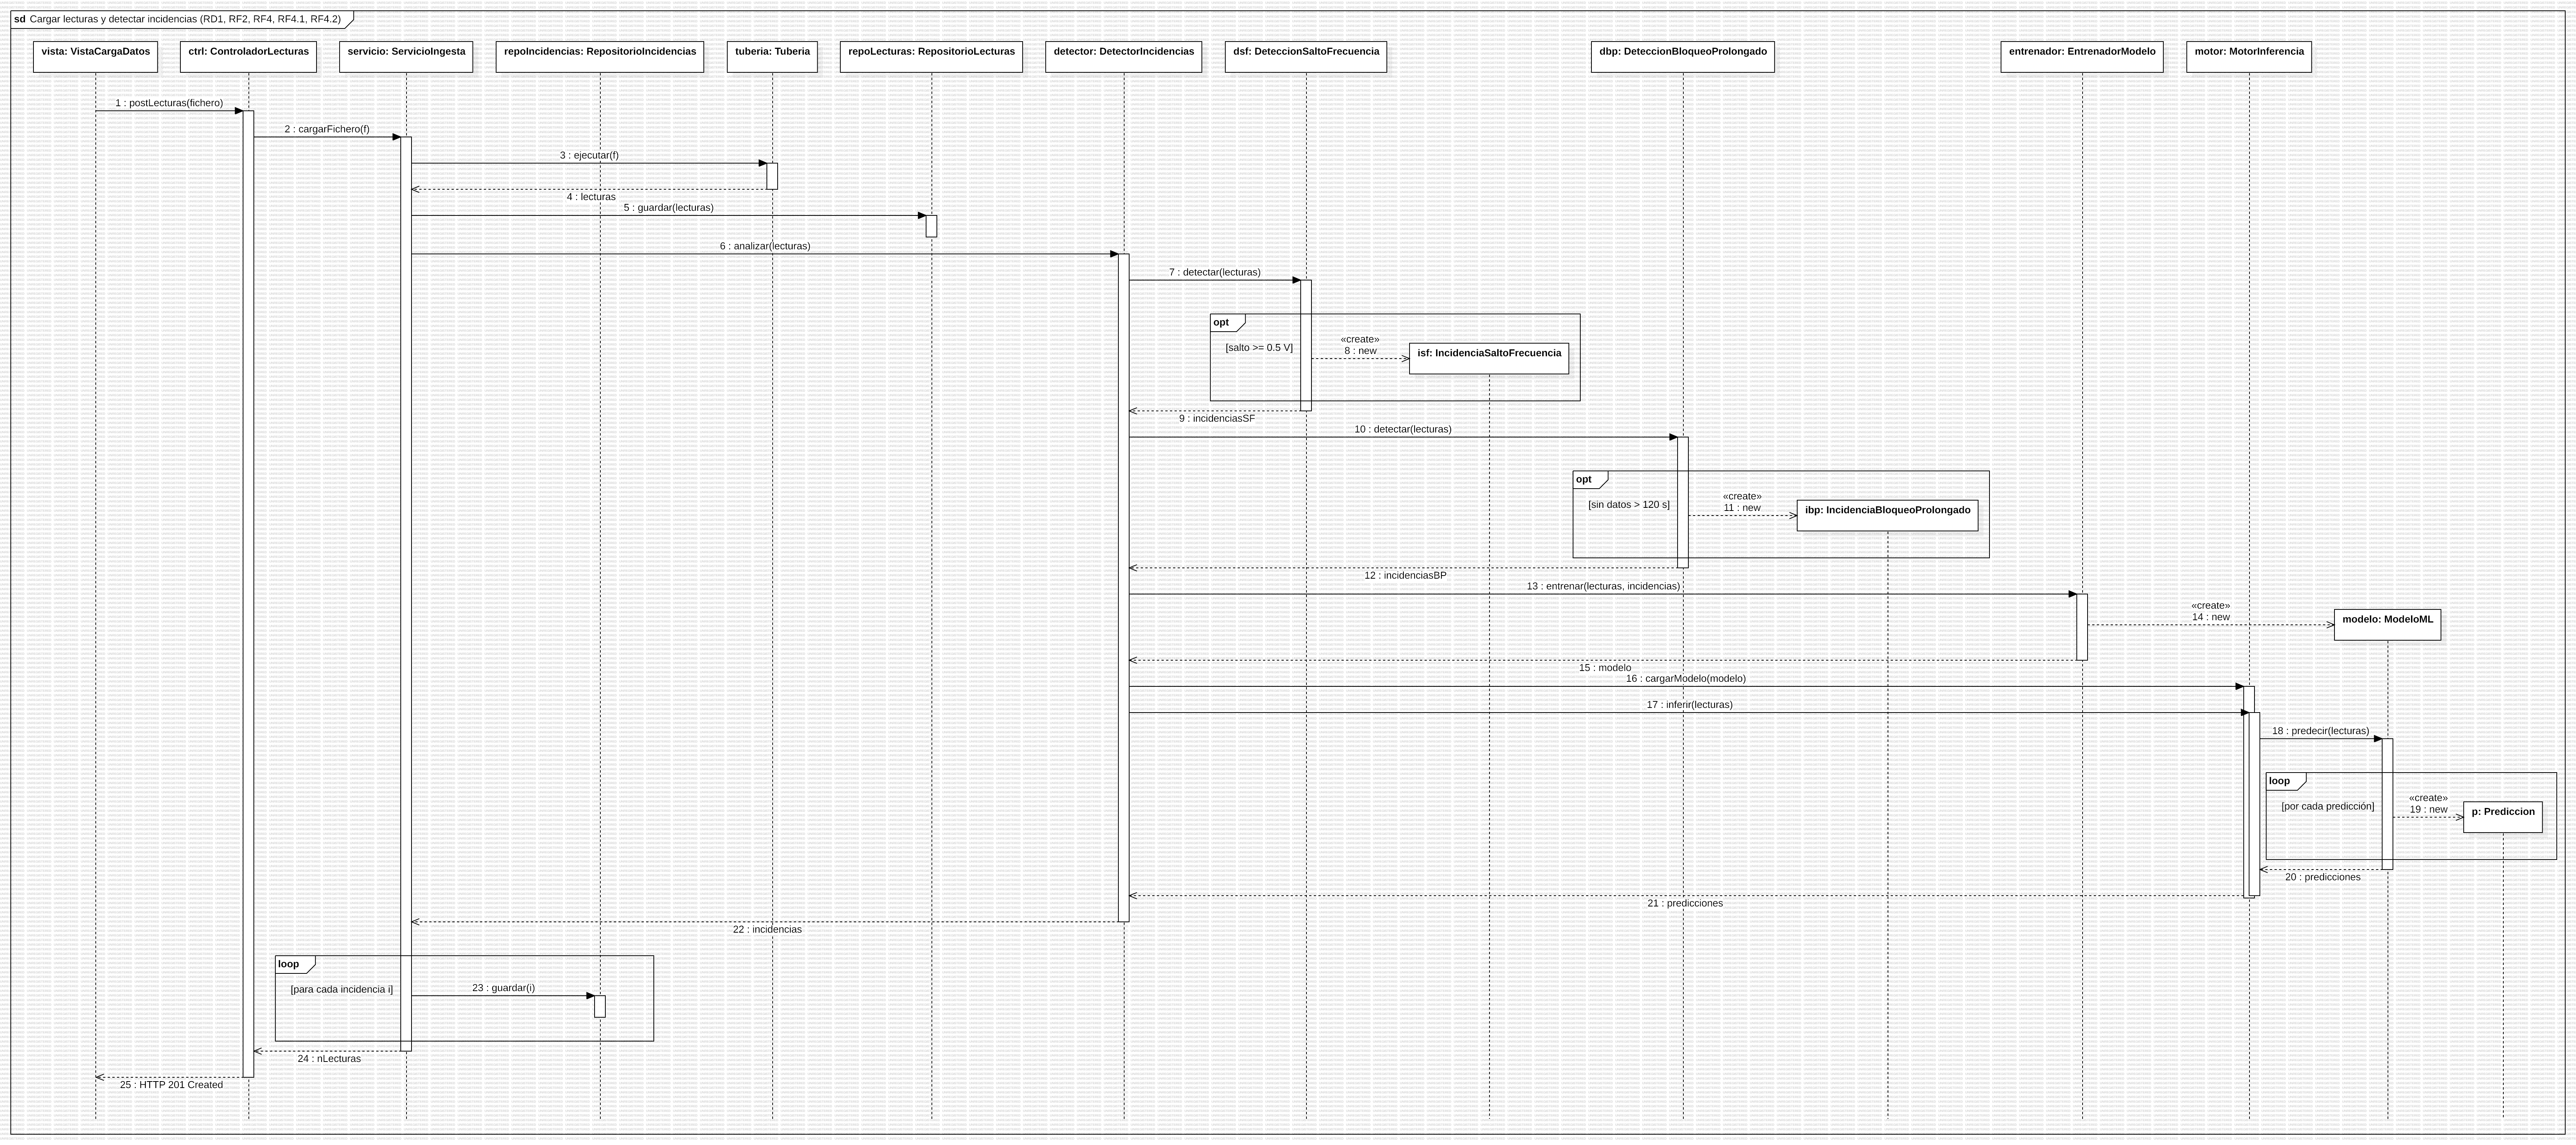 sd Cargar lecturas y detectar incidencias (RD1, RF2, RF4, RF4.1, RF4.2)
vista: VistaCargaDatos
ctrl: ControladorLecturas
servicio: ServicioIngesta
repoIncidencias: RepositorioIncidencias
tuberia: Tuberia
repoLecturas: RepositorioLecturas
detector: DetectorIncidencias
dsf: DeteccionSaltoFrecuencia
dbp: DeteccionBloqueoProlongado
entrenador: EntrenadorModelo
motor: MotorInferencia
1 : postLecturas(fichero)
2 : cargarFichero(f)
3 : ejecutar(f)
4 : lecturas
5 : guardar(lecturas)
6 : analizar(lecturas)
7 : detectar(lecturas)
opt
[salto >= 0.5 V]
«create»
8 : new
isf: IncidenciaSaltoFrecuencia
9 : incidenciasSF
10 : detectar(lecturas)
opt
[sin datos > 120 s]
«create»
11 : new
ibp: IncidenciaBloqueoProlongado
12 : incidenciasBP
13 : entrenar(lecturas, incidencias)
«create»
14 : new
modelo: ModeloML
15 : modelo
16 : cargarModelo(modelo)
17 : inferir(lecturas)
18 : predecir(lecturas)
loop
[por cada predicción]
«create»
19 : new
p: Prediccion
20 : predicciones
21 : predicciones
22 : incidencias
loop
[para cada incidencia i]
23 : guardar(i)
24 : nLecturas
25 : HTTP 201 Created